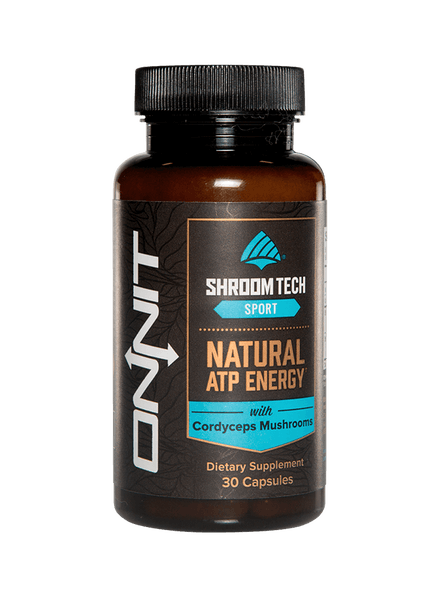 ONNIT
SHROOM TECH
SPORT
NATURAL
ATP ENERGY
with
Cordyceps Mushrooms
Dietary Supplement
30 Capsules